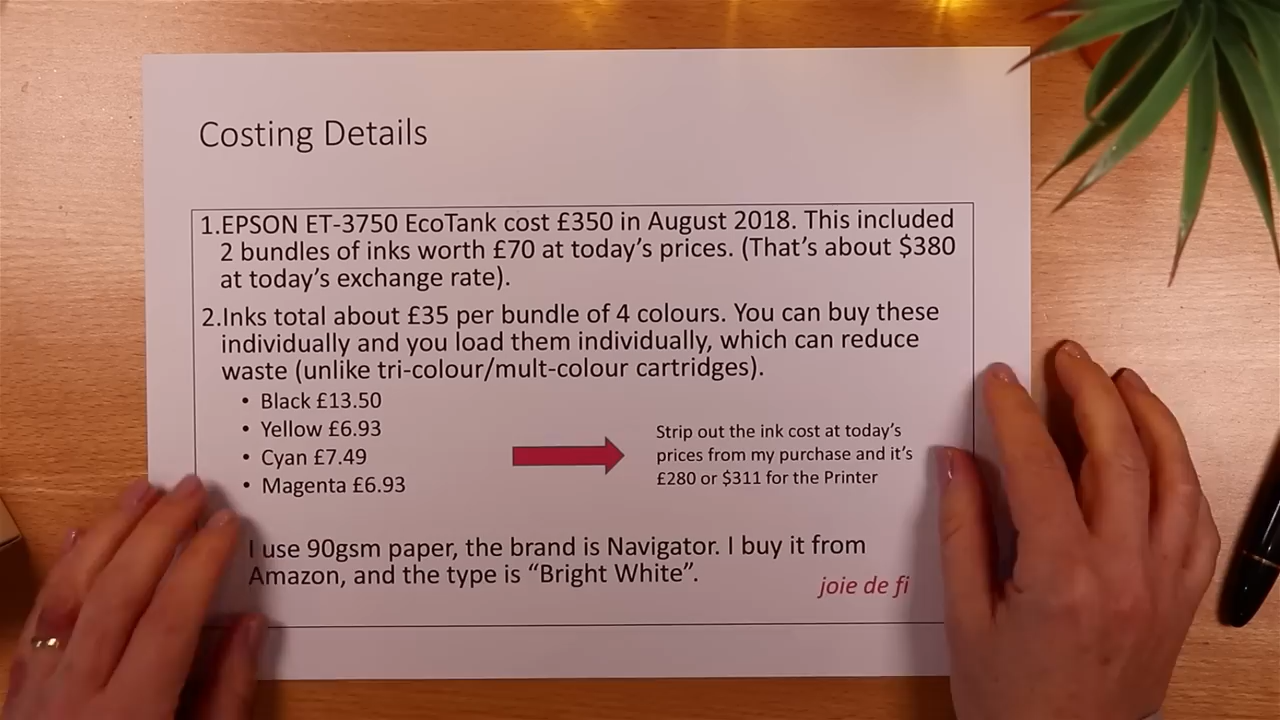 Costing Details
1.EPSON ET-3750 EcoTank cost £350 in August 2018. This included
2 bundles of inks worth £70 at today's prices. (That's about $380
at today's exchange rate).
2.Inks total about £35 per bundle of 4 colours. You can buy these
individually and you load them individually, which can reduce
waste (unlike tri-colour/mult-colour cartridges).
• Black £13.50
• Yellow £6.93
• Cyan £7.49
• Magenta £6.93
Strip out the ink cost at today's
prices from my purchase and it's
£280 or $311 for the Printer
I use 90gsm paper, the brand is Navigator. I buy it from
Amazon, and the type is “Bright White”.
joie de fi